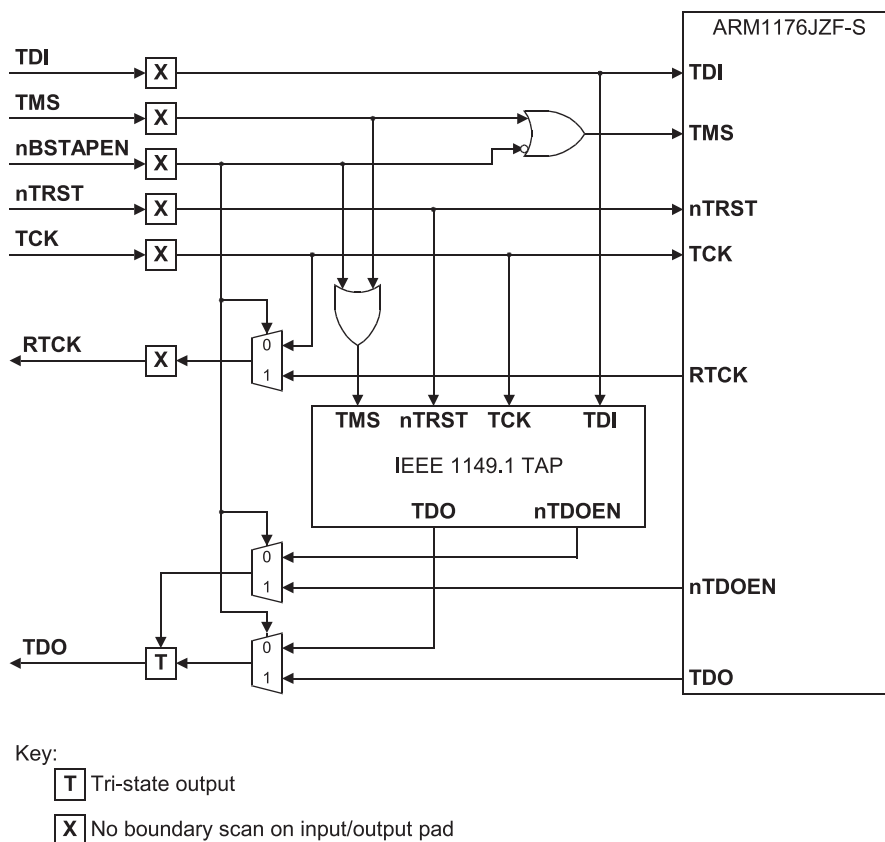 ARM1176JZF-S
TDI
X
TDI
TMS
X
TMS
nBSTAPEN
X
nTRST
X
nTRST
TCK
X
TCK
RTCK
X
0
1
RTCK
TMS nTRST TCK TDI
IEEE 1149.1 TAP
TDO nTDOEN
0
1
nTDOEN
TDO
T
0
1
TDO
Key:
T Tri-state output
X No boundary scan on input/output pad